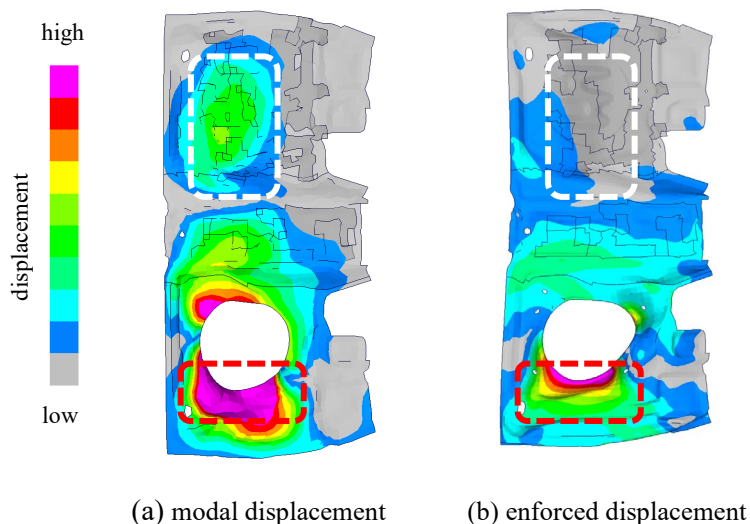 high
displacement
low
(a) modal displacement
(b) enforced displacement